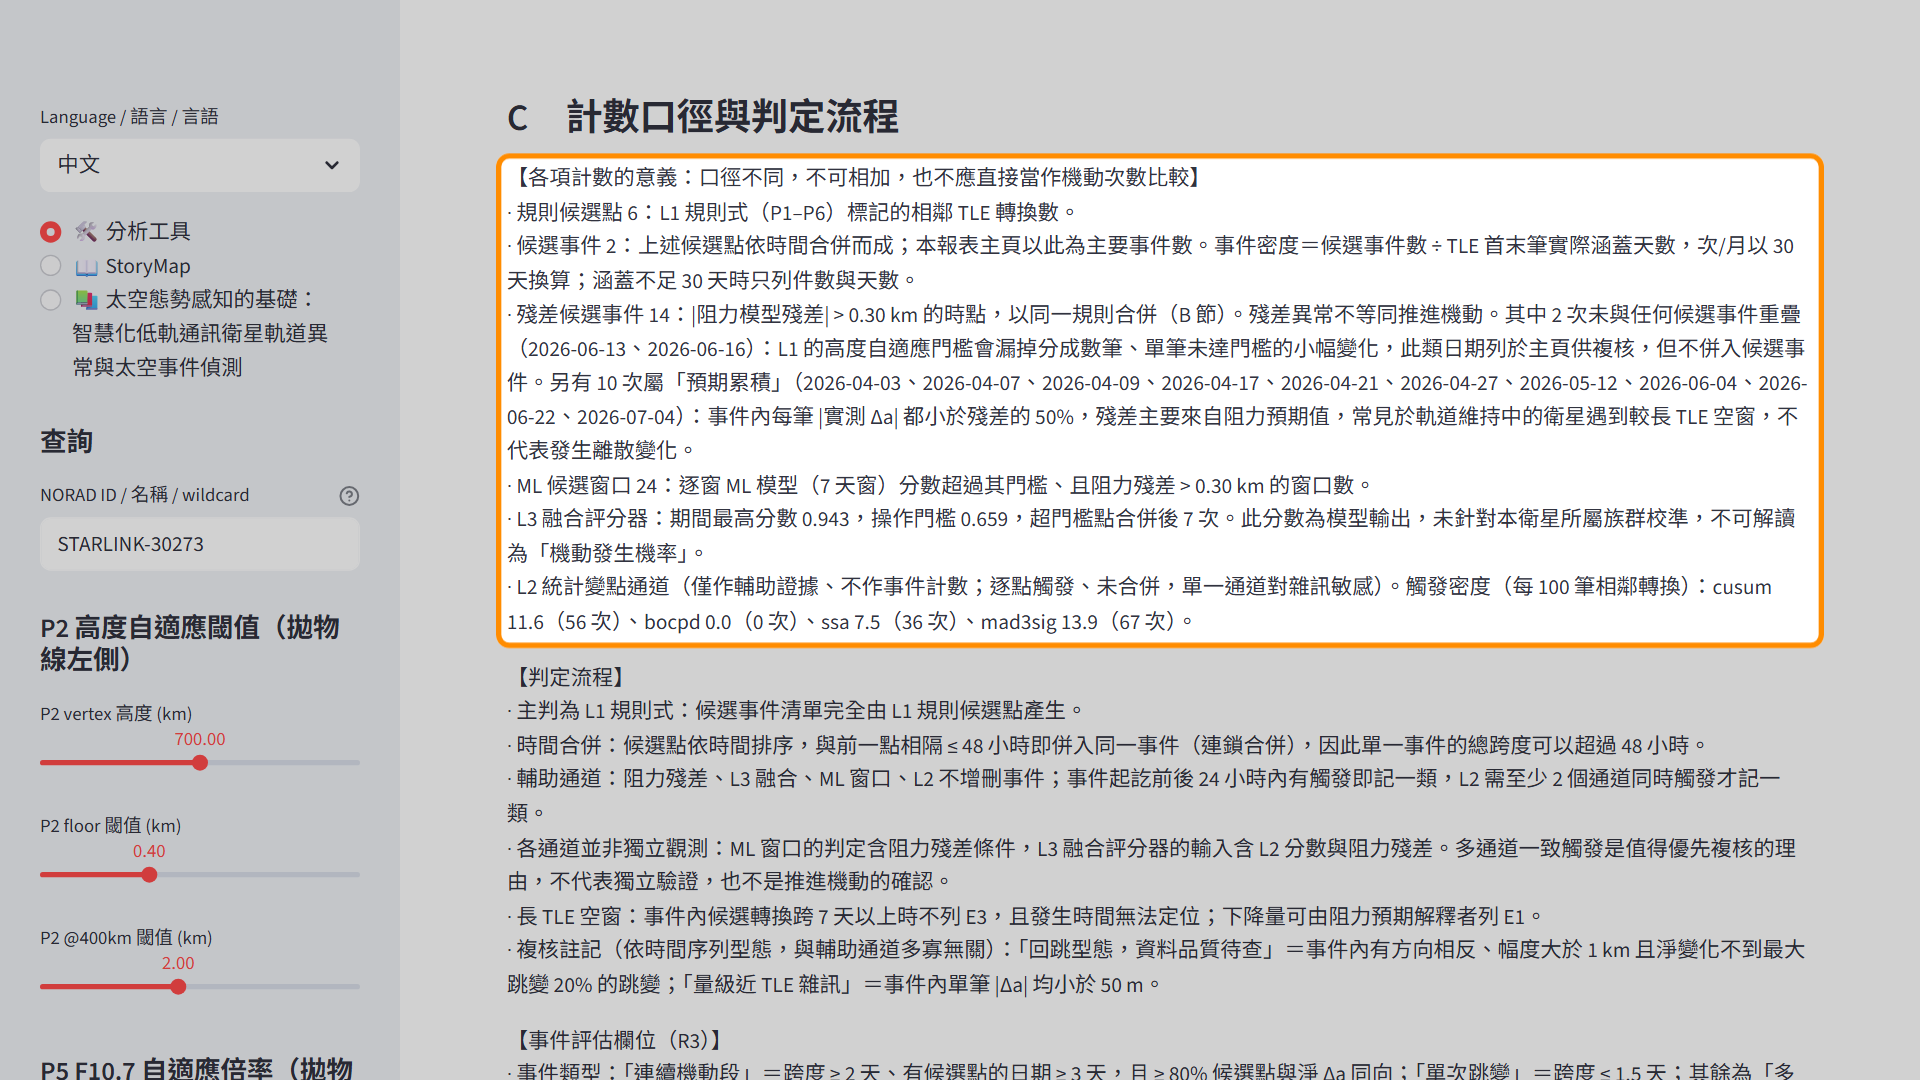 Language / 語言 / 言語
中文
🛠️ 分析工具
📖 StoryMap
📚 太空態勢感知的基礎：
智慧化低軌通訊衛星軌道異
常與太空事件偵測
查詢
NORAD ID / 名稱 / wildcard
STARLINK-30273
P2 高度自適應閾值（拋物
線左側）
P2 vertex 高度 (km)
700.00
P2 floor 閾值 (km)
0.40
P2 @400km 閾值 (km)
2.00
P5 F10.7 自適應倍率（拋物
C　計數口徑與判定流程
【各項計數的意義：口徑不同，不可相加，也不應直接當作機動次數比較】
· 規則候選點 6：L1 規則式（P1–P6）標記的相鄰 TLE 轉換數。
· 候選事件 2：上述候選點依時間合併而成；本報表主頁以此為主要事件數。事件密度＝候選事件數 ÷ TLE 首末筆實際涵蓋天數，次/月以 30
天換算；涵蓋不足 30 天時只列件數與天數。
· 殘差候選事件 14：|阻力模型殘差| > 0.30 km 的時點，以同一規則合併（B 節）。殘差異常不等同推進機動。其中 2 次未與任何候選事件重疊
（2026-06-13、2026-06-16）：L1 的高度自適應門檻會漏掉分成數筆、單筆未達門檻的小幅變化，此類日期列於主頁供複核，但不併入候選事
件。另有 10 次屬「預期累積」（2026-04-03、2026-04-07、2026-04-09、2026-04-17、2026-04-21、2026-04-27、2026-05-12、2026-06-04、2026-
06-22、2026-07-04）：事件內每筆 |實測 Δa| 都小於殘差的 50%，殘差主要來自阻力預期值，常見於軌道維持中的衛星遇到較長 TLE 空窗，不
代表發生離散變化。
· ML 候選窗口 24：逐窗 ML 模型（7 天窗）分數超過其門檻、且阻力殘差 > 0.30 km 的窗口數。
· L3 融合評分器：期間最高分數 0.943，操作門檻 0.659，超門檻點合併後 7 次。此分數為模型輸出，未針對本衛星所屬族群校準，不可解讀
為「機動發生機率」。
· L2 統計變點通道（僅作輔助證據、不作事件計數；逐點觸發、未合併，單一通道對雜訊敏感）。觸發密度（每 100 筆相鄰轉換）：cusum
11.6（56 次）、bocpd 0.0（0 次）、ssa 7.5（36 次）、mad3sig 13.9（67 次）。
【判定流程】
· 主判為 L1 規則式：候選事件清單完全由 L1 規則候選點產生。
· 時間合併：候選點依時間排序，與前一點相隔 ≤ 48 小時即併入同一事件（連鎖合併），因此單一事件的總跨度可以超過 48 小時。
· 輔助通道：阻力殘差、L3 融合、ML 窗口、L2 不增刪事件；事件起訖前後 24 小時內有觸發即記一類，L2 需至少 2 個通道同時觸發才記一
類。
· 各通道並非獨立觀測：ML 窗口的判定含阻力殘差條件，L3 融合評分器的輸入含 L2 分數與阻力殘差。多通道一致觸發是值得優先複核的理
由，不代表獨立驗證，也不是推進機動的確認。
· 長 TLE 空窗：事件內候選轉換跨 7 天以上時不列 E3，且發生時間無法定位；下降量可由阻力預期解釋者列 E1。
· 複核註記（依時間序列型態，與輔助通道多寡無關）：「回跳型態，資料品質待查」＝事件內有方向相反、幅度大於 1 km 且淨變化不到最大
跳變 20% 的跳變；「量級近 TLE 雜訊」＝事件內單筆 |Δa| 均小於 50 m。
【事件評估欄位（R3）】
· 事件類型：「連續機動段」＝跨度 ≥ 2 天、有候選點的日期 ≥ 3 天，且 ≥ 80% 候選點與淨 Δa 同向；「單次跳變」＝跨度 ≤ 1.5 天；其餘為「多